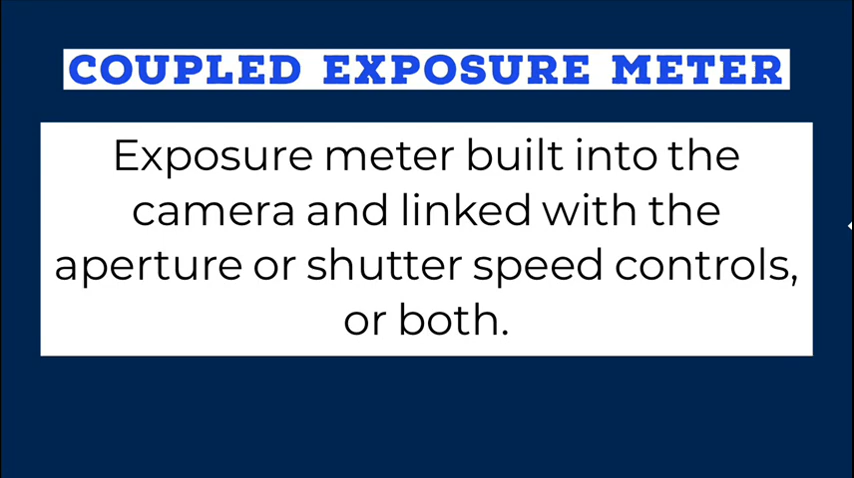 COUPLED EXPOSURE METER
Exposure meter built into the
camera and linked with the
aperture or shutter speed controls,
or both.